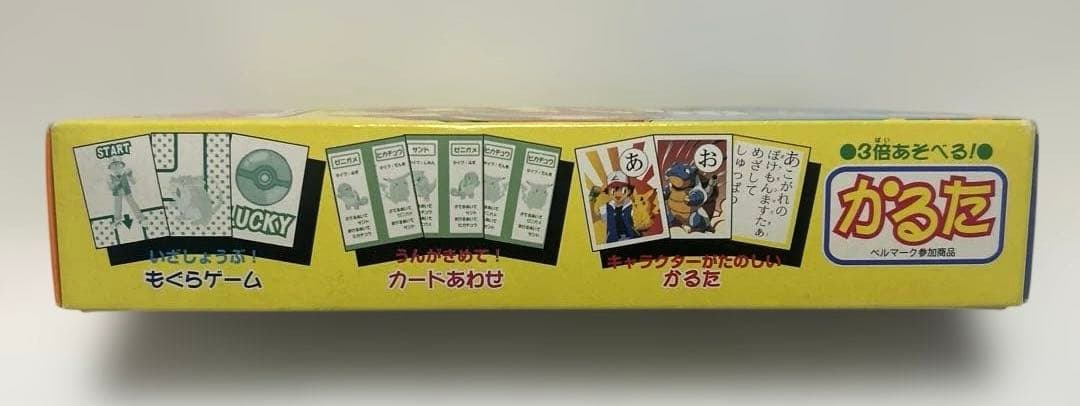 START
LUCKY
いざしょうぶ!
もぐらゲーム
ゼニガメ
ピカチュウ
サンド
ゼニガメ
ピカチュウ
うんがきめて!
カードあわせ
あ
お
あこがれの
ぽけもんますたあ
めざして
しゅっぱつ
キャラクターがたのしい
かるた
●3倍あそべる!●
ばい
かるた
ベルマーク参加商品